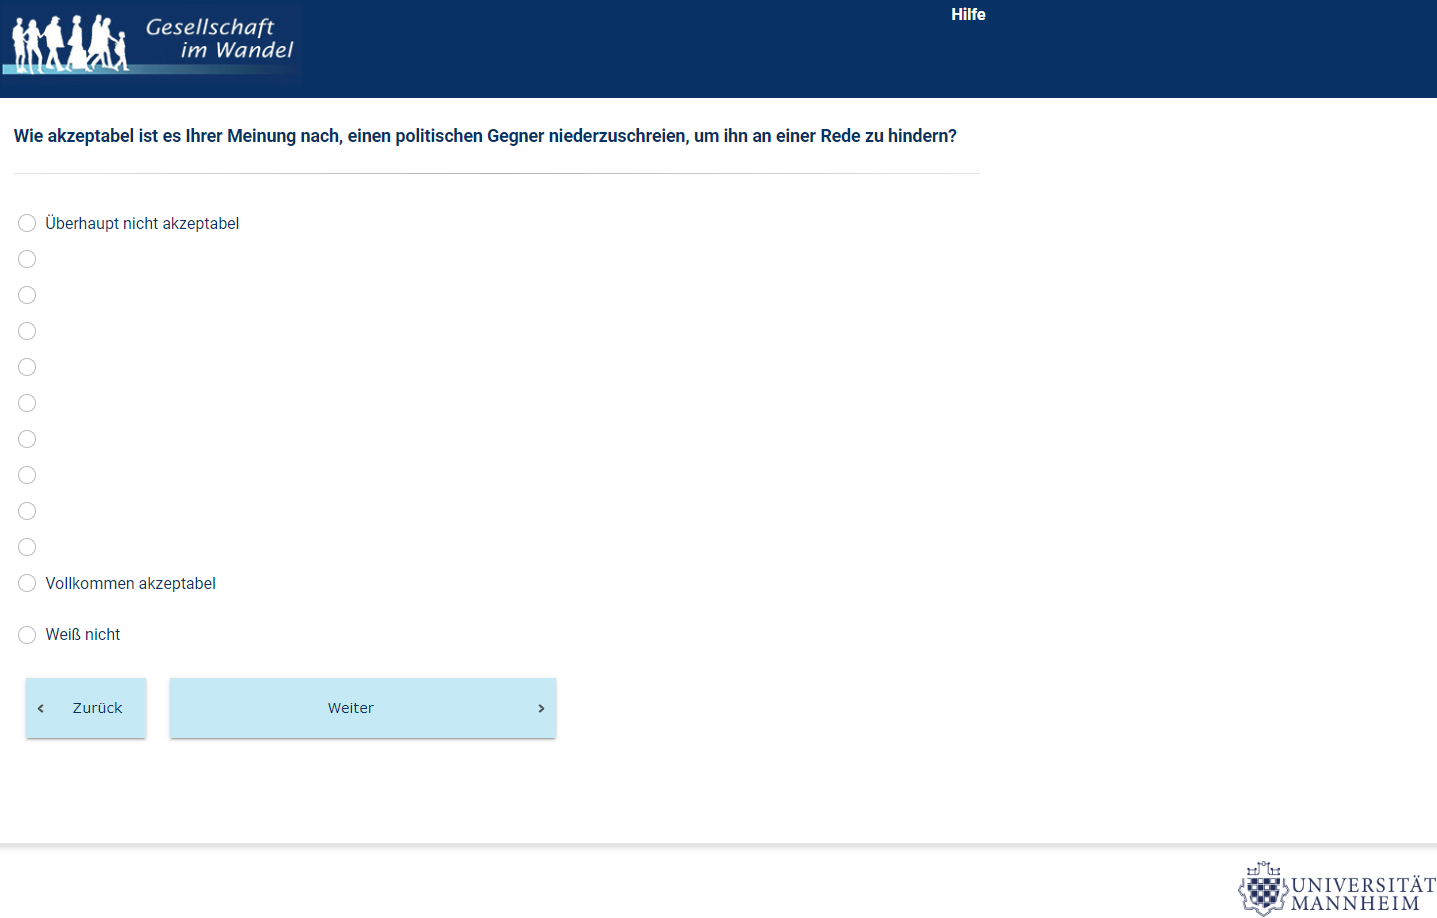 Gesellschaft
im Wandel
Hilfe
Wie akzeptabel ist es Ihrer Meinung nach, einen politischen Gegner niederzuschreien, um ihn an einer Rede zu hindern?
Überhaupt nicht akzeptabel
Vollkommen akzeptabel
Weiß nicht
Zurück
Weiter
UNIVERSITÄT
MANNHEIM